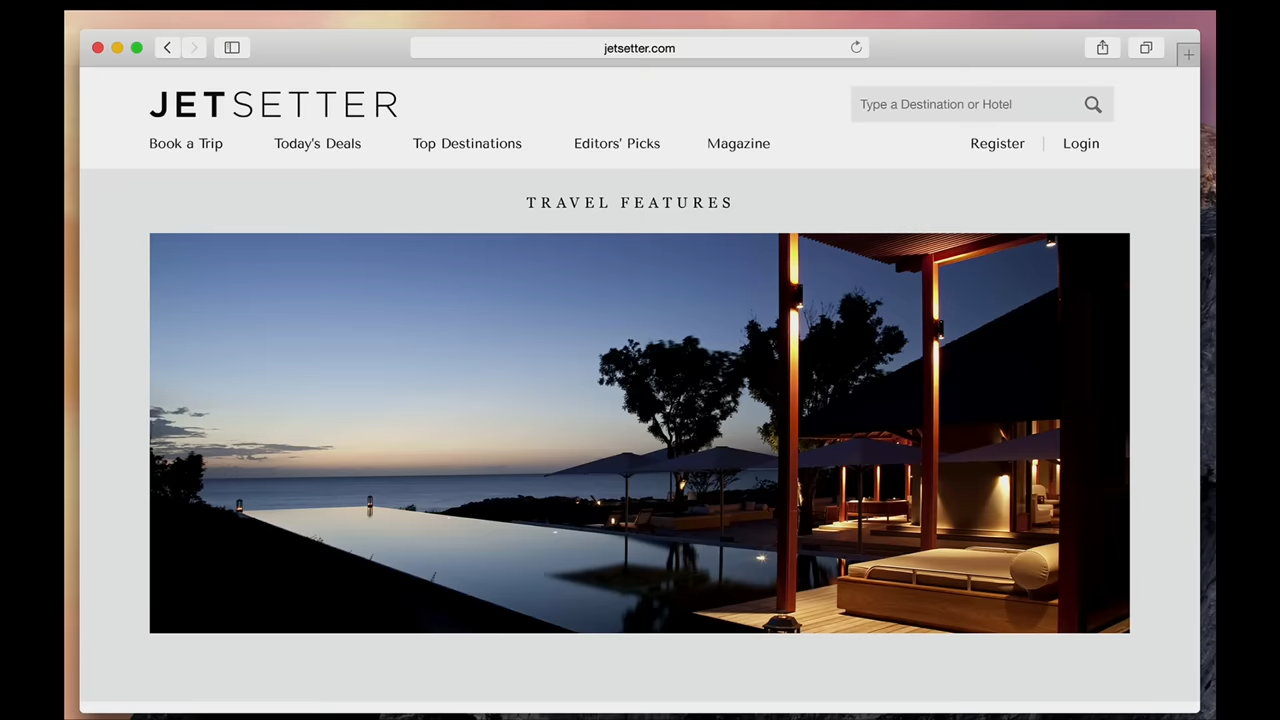 jetsetter.com
JETSETTER
Type a Destination or Hotel
Book a Trip Today's Deals Top Destinations Editors' Picks Magazine Register Login
TRAVEL FEATURES